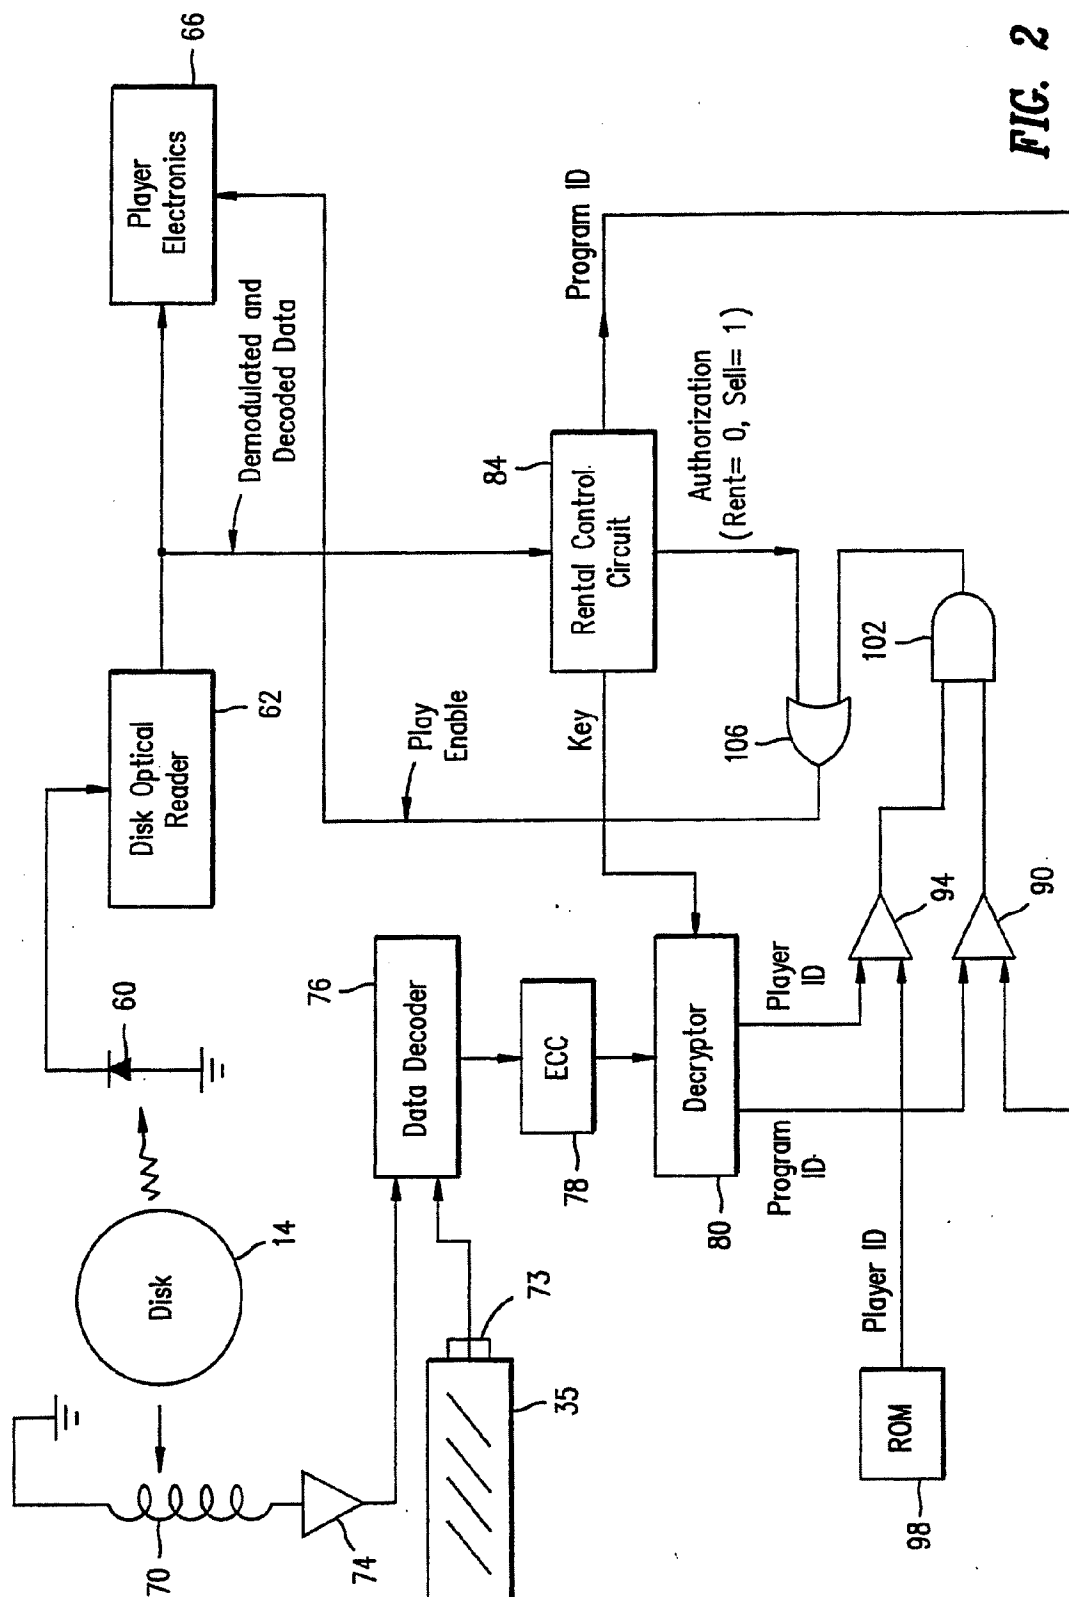 66
Player
Electronics
Demodulated and
Decoded Data
60
Disk Optical
Reader
62
Disk
14
70
74
Play
Enable
76
Data Decoder
73
35
ECC
78
84
Rental Control
Circuit
Program ID
Key
Authorization
(Rent= 0, Sell= 1)
Decryptor
80
Player
ID
Program
ID
106
102
94
90
Player ID
ROM
98
FIG. 2